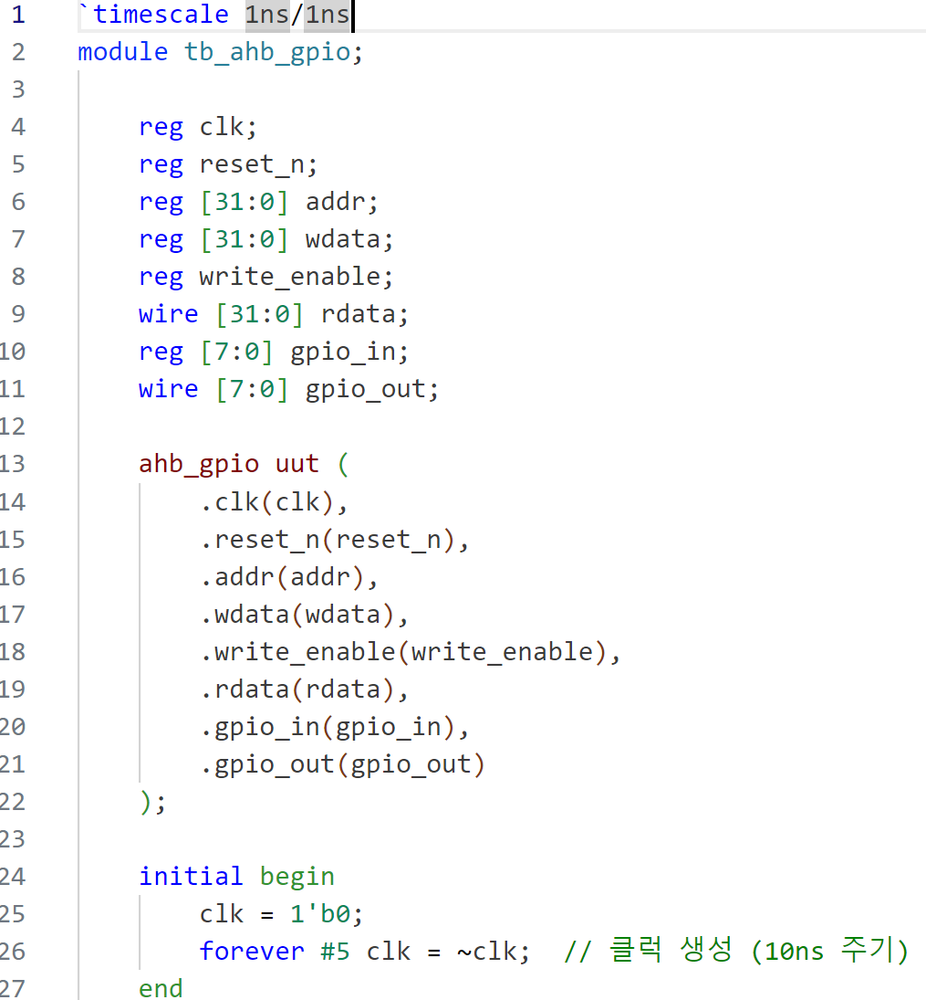 1 `timescale 1ns/1ns
2 module tb_ahb_gpio;
3
4 reg clk;
5 reg reset_n;
6 reg [31:0] addr;
7 reg [31:0] wdata;
8 reg write_enable;
9 wire [31:0] rdata;
10 reg [7:0] gpio_in;
11 wire [7:0] gpio_out;
12
13 ahb_gpio uut (
14 .clk(clk),
15 .reset_n(reset_n),
16 .addr(addr),
17 .wdata(wdata),
18 .write_enable(write_enable),
19 .rdata(rdata),
20 .gpio_in(gpio_in),
21 .gpio_out(gpio_out)
22 );
23
24 initial begin
25 clk = 1'b0;
26 forever #5 clk = ~clk; // 클럭 생성 (10ns 주기)
27 end